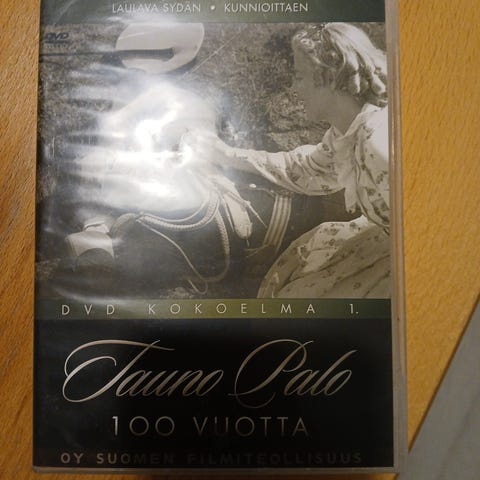 LAULAVA SYDÄN • KUNNIOITTAEN
DVD
DVD KOKOELMA 1.
Tauno Palo
100 VUOTTA
OY SUOMEN FILMITEOLLISUUS